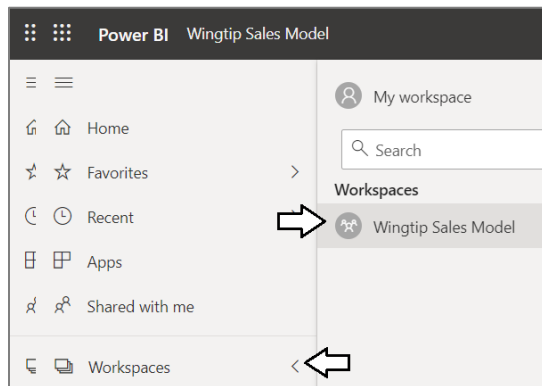 Power BI Wingtip Sales Model
Home
Favorites
Recent
Apps
Shared with me
Workspaces
My workspace
Search
Workspaces
Wingtip Sales Model